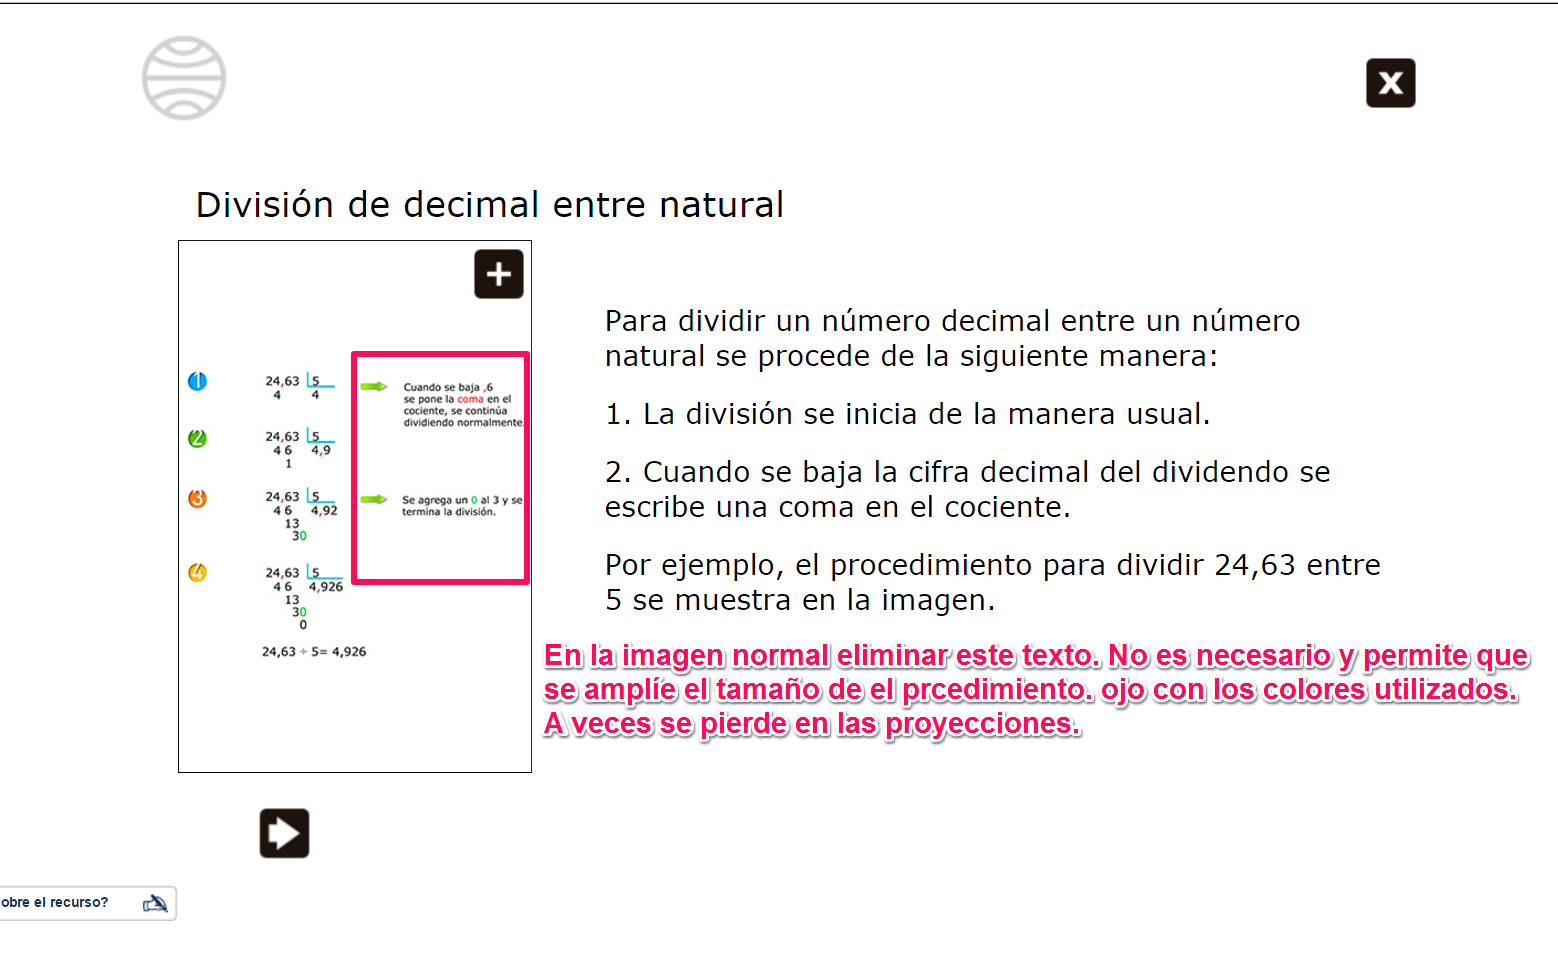 X
División de decimal entre natural
+
1
24,63 5
4 4
Cuando se baja ,6
se pone la coma en el
cociente, se continúa
dividiendo normalmente.
2
24,63 5
4 6 4,9
1
3
24,63 5
4 6 4,92
13
30
Se agrega un 0 al 3 y se
termina la división.
4
24,63 5
4 6 4,926
13
30
0
24,63 ÷ 5= 4,926
Para dividir un número decimal entre un número
natural se procede de la siguiente manera:
1. La división se inicia de la manera usual.
2. Cuando se baja la cifra decimal del dividendo se
escribe una coma en el cociente.
Por ejemplo, el procedimiento para dividir 24,63 entre
5 se muestra en la imagen.
En la imagen normal eliminar este texto. No es necesario y permite que
se amplíe el tamaño de el prcedimiento. ojo con los colores utilizados.
A veces se pierde en las proyecciones.
obre el recurso?